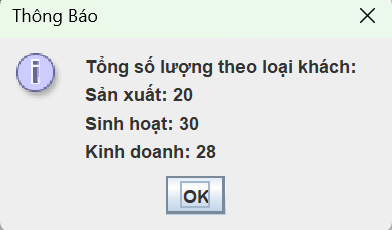 Thông Báo
Tổng số lượng theo loại khách:
Sản xuất: 20
Sinh hoạt: 30
Kinh doanh: 28
OK